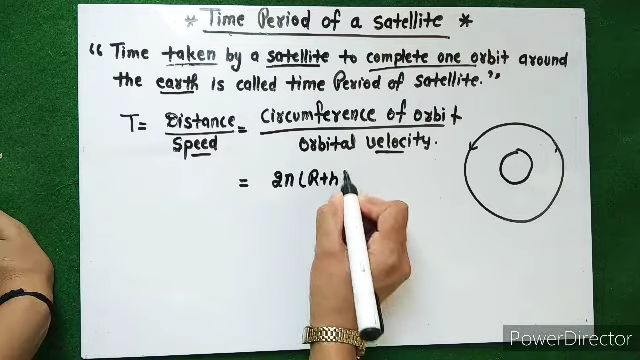 * Time Period of a satellite *
" Time taken by a satellite to complete one orbit around
the earth is called time Period of satellite."
T = Distance / Speed = Circumference of orbit / Orbital velocity.
= 2π(R+h
PowerDirector